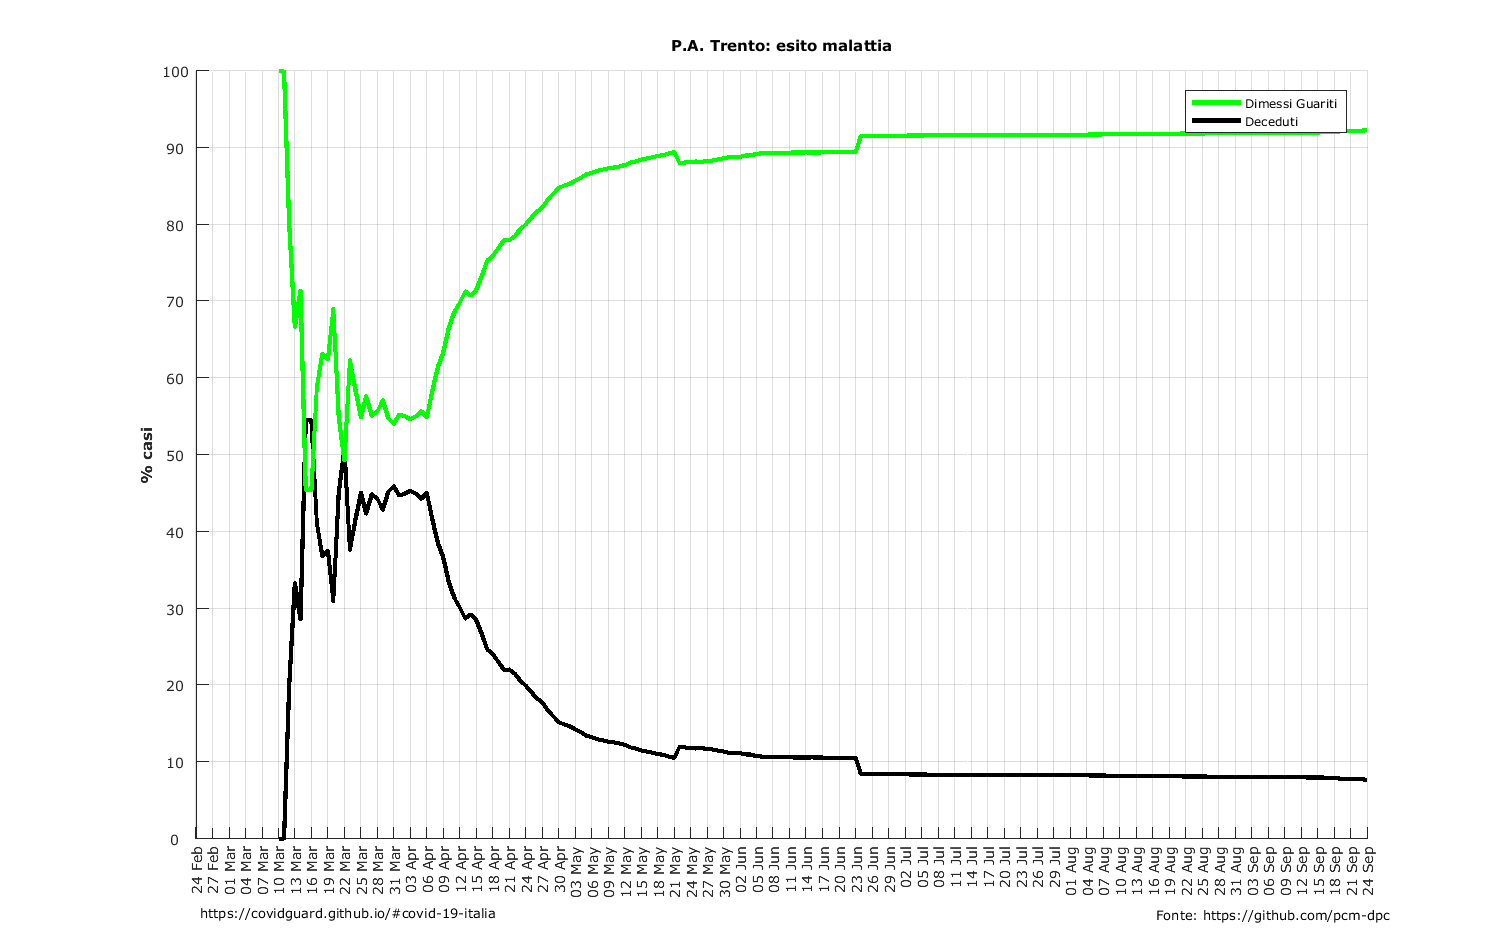 P.A. Trento: esito malattia
Dimessi Guariti
Deceduti
% casi
100
90
80
70
60
50
40
30
20
10
0
24 Feb
27 Feb
01 Mar
04 Mar
07 Mar
10 Mar
13 Mar
16 Mar
19 Mar
22 Mar
25 Mar
28 Mar
31 Mar
03 Apr
06 Apr
09 Apr
12 Apr
15 Apr
18 Apr
21 Apr
24 Apr
27 Apr
30 Apr
03 May
06 May
09 May
12 May
15 May
18 May
21 May
24 May
27 May
30 May
02 Jun
05 Jun
08 Jun
11 Jun
14 Jun
17 Jun
20 Jun
23 Jun
26 Jun
29 Jun
02 Jul
05 Jul
08 Jul
11 Jul
14 Jul
17 Jul
20 Jul
23 Jul
26 Jul
29 Jul
01 Aug
04 Aug
07 Aug
10 Aug
13 Aug
16 Aug
19 Aug
22 Aug
25 Aug
28 Aug
31 Aug
03 Sep
06 Sep
09 Sep
12 Sep
15 Sep
18 Sep
21 Sep
24 Sep
https://covidguard.github.io/#covid-19-italia
Fonte: https://github.com/pcm-dpc